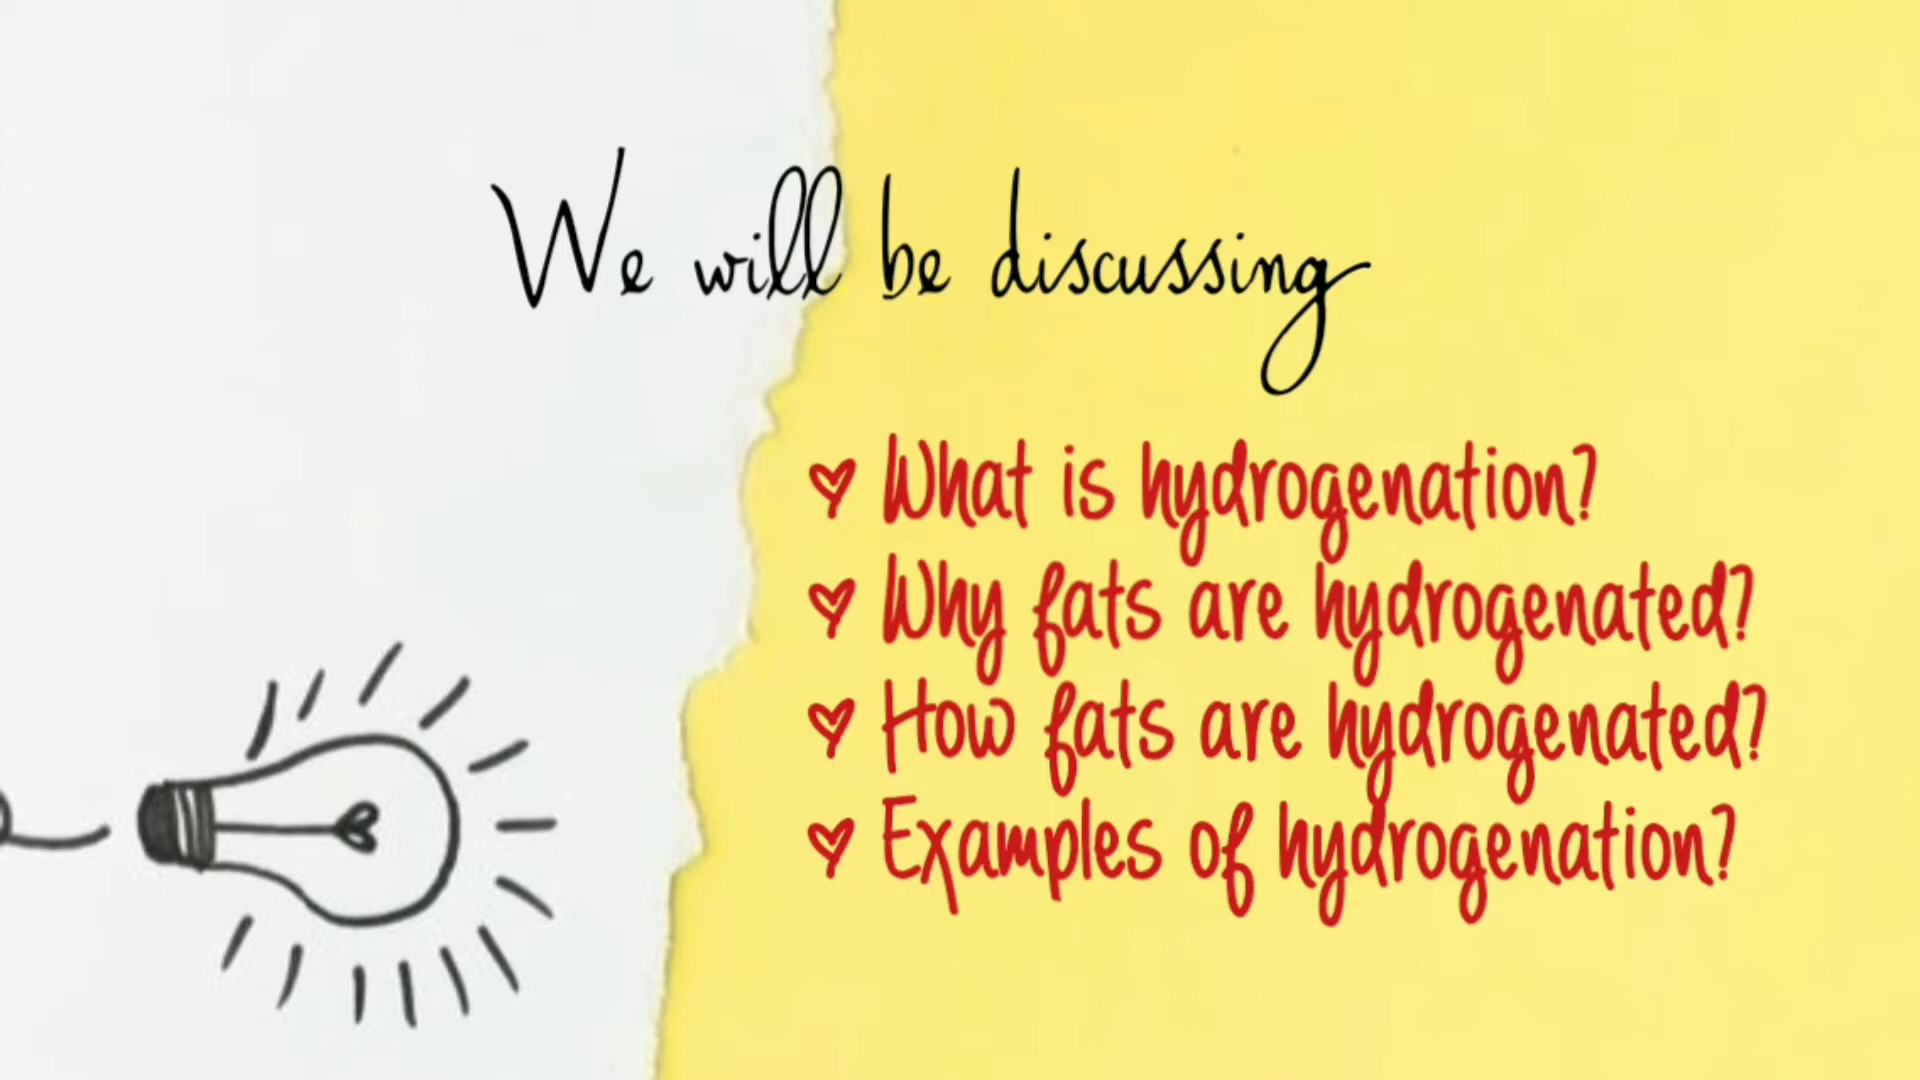 We will be discussing
What is hydrogenation?
Why fats are hydrogenated?
How fats are hydrogenated?
Examples of hydrogenation?